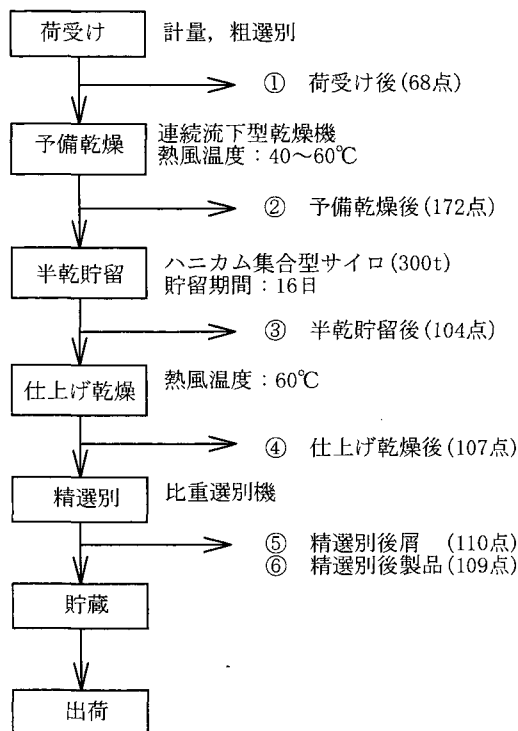 荷受け 計量，粗選別
① 荷受け後(68点)
予備乾燥 連続流下型乾燥機
熱風温度：40～60℃
② 予備乾燥後(172点)
半乾貯留 ハニカム集合型サイロ(300t)
貯留期間：16日
③ 半乾貯留後(104点)
仕上げ乾燥 熱風温度：60℃
④ 仕上げ乾燥後(107点)
精選別 比重選別機
⑤ 精選別後屑 (110点)
⑥ 精選別後製品(109点)
貯蔵
出荷